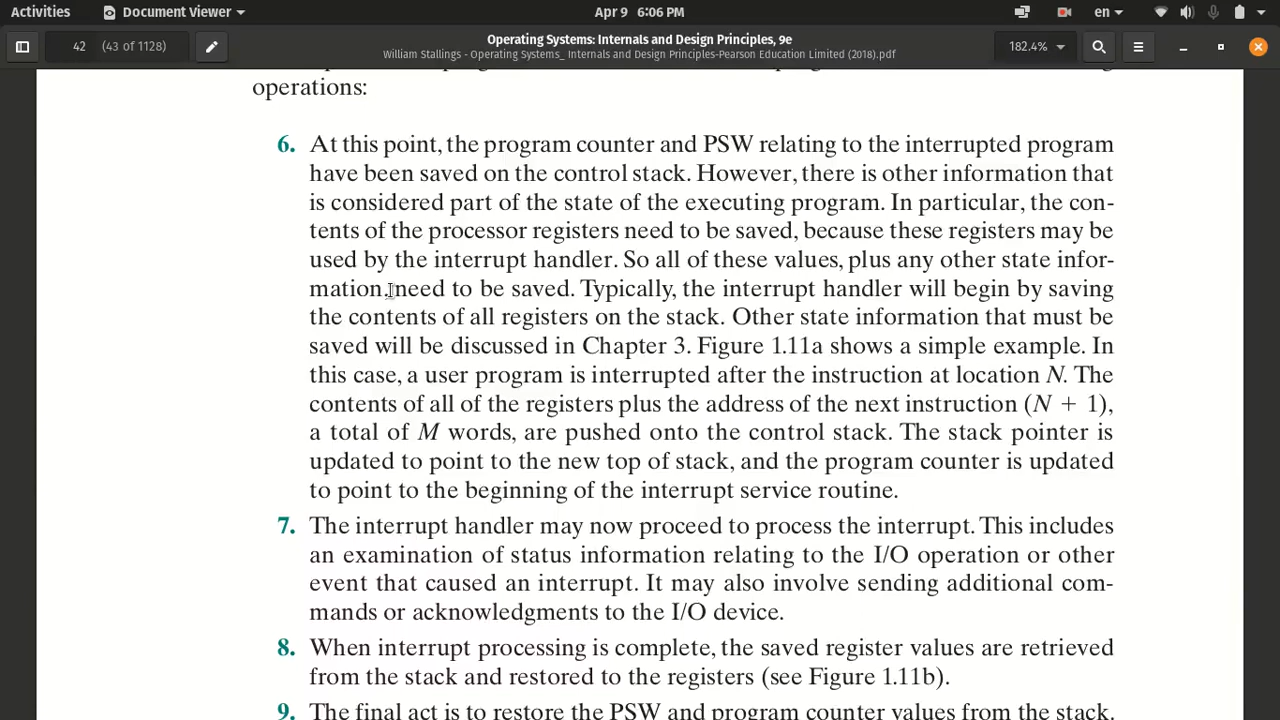 Activities
Document Viewer
Apr 9 6:06 PM
en
42
(43 of 1128)
Operating Systems: Internals and Design Principles, 9e
William Stallings - Operating Systems_ Internals and Design Principles-Pearson Education Limited (2018).pdf
182.4%
operations:
6. At this point, the program counter and PSW relating to the interrupted program
have been saved on the control stack. However, there is other information that
is considered part of the state of the executing program. In particular, the con-
tents of the processor registers need to be saved, because these registers may be
used by the interrupt handler. So all of these values, plus any other state infor-
mation, need to be saved. Typically, the interrupt handler will begin by saving
the contents of all registers on the stack. Other state information that must be
saved will be discussed in Chapter 3. Figure 1.11a shows a simple example. In
this case, a user program is interrupted after the instruction at location N. The
contents of all of the registers plus the address of the next instruction (N + 1),
a total of M words, are pushed onto the control stack. The stack pointer is
updated to point to the new top of stack, and the program counter is updated
to point to the beginning of the interrupt service routine.
7. The interrupt handler may now proceed to process the interrupt. This includes
an examination of status information relating to the I/O operation or other
event that caused an interrupt. It may also involve sending additional com-
mands or acknowledgments to the I/O device.
8. When interrupt processing is complete, the saved register values are retrieved
from the stack and restored to the registers (see Figure 1.11b).
9. The final act is to restore the PSW and program counter values from the stack.